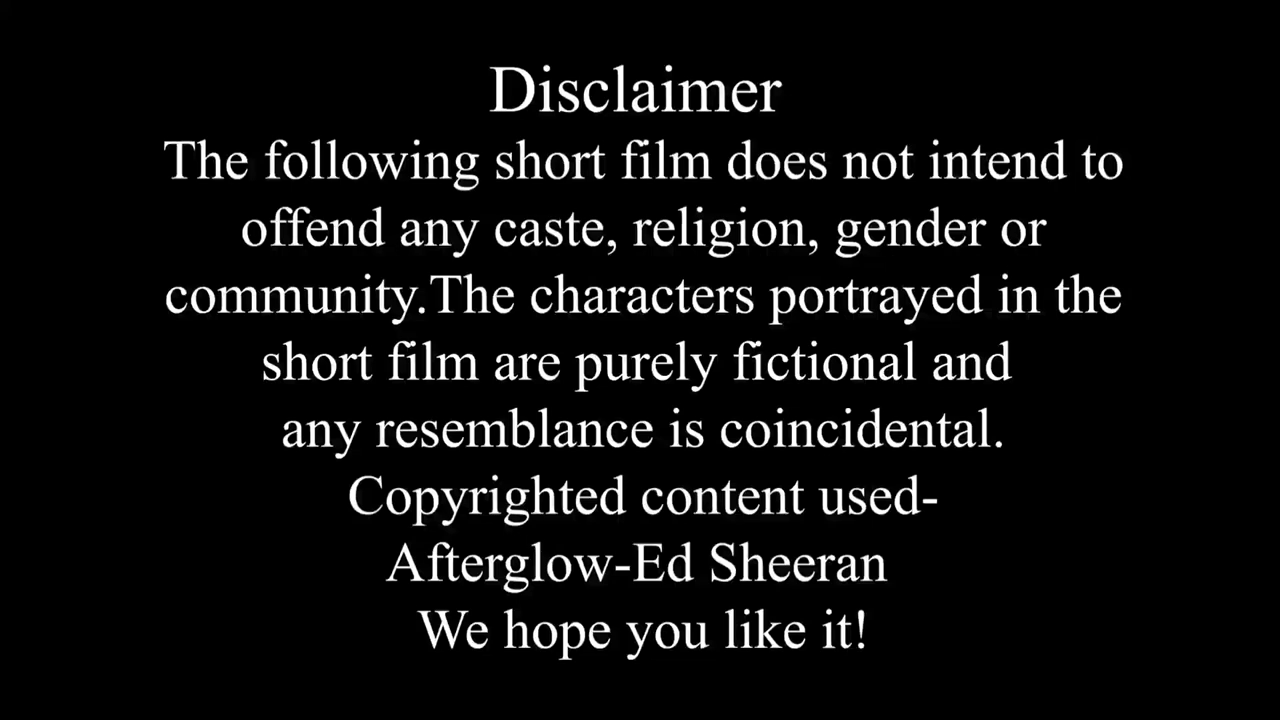 Disclaimer
The following short film does not intend to
offend any caste, religion, gender or
community.The characters portrayed in the
short film are purely fictional and
any resemblance is coincidental.
Copyrighted content used-
Afterglow-Ed Sheeran
We hope you like it!